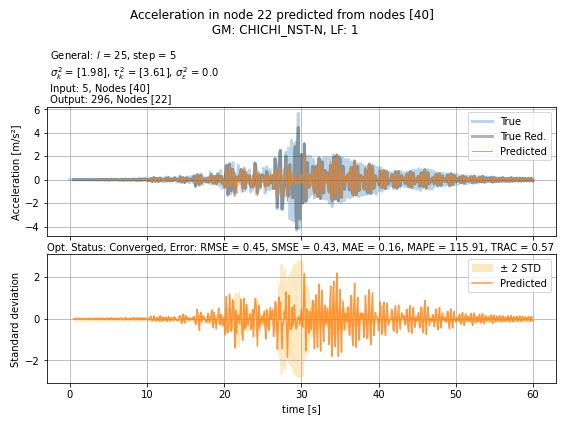 Acceleration in node 22 predicted from nodes [40]
GM: CHICHI_NST-N, LF: 1
General: l = 25, step = 5
σ²ₖ = [1.98], τ²ₖ = [3.61], σ²ε = 0.0
Input: 5, Nodes [40]
Output: 296, Nodes [22]
6
4
2
0
−2
−4
Acceleration [m/s²]
True
True Red.
Predicted
Opt. Status: Converged, Error: RMSE = 0.45, SMSE = 0.43, MAE = 0.16, MAPE = 115.91, TRAC = 0.57
2
0
−2
Standard deviation
± 2 STD
Predicted
0 10 20 30 40 50 60
time [s]